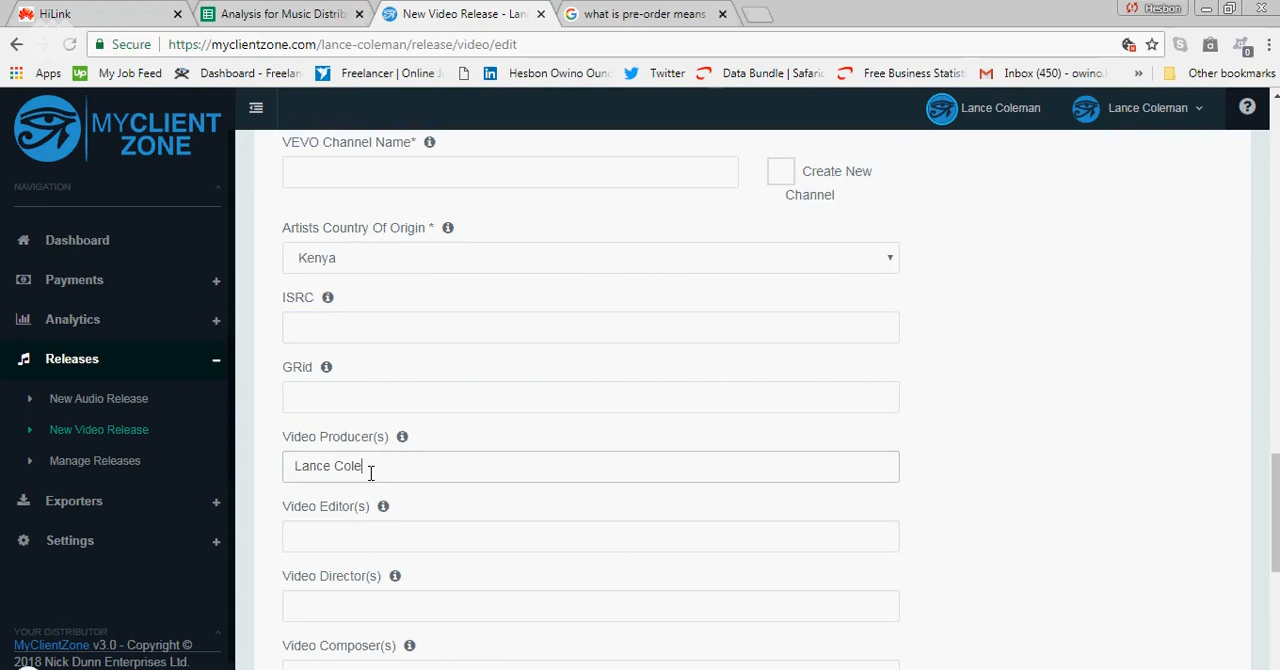 HiLink
Analysis for Music Distrib
New Video Release - Lan
what is pre-order means
Hesbon
Secure
https://myclientzone.com/lance-coleman/release/video/edit
Apps
My Job Feed
Dashboard - Freelan
Freelancer | Online Jo
Hesbon Owino Oun
Twitter
Data Bundle | Safaric
Free Business Statist
Inbox (450) - owino.
»
Other bookmarks
MYCLIENT
ZONE
Lance Coleman
Lance Coleman
NAVIGATION
Dashboard
Payments
Analytics
Releases
New Audio Release
New Video Release
Manage Releases
Exporters
Settings
YOUR DISTRIBUTOR
MyClientZone v3.0 - Copyright ©
2018 Nick Dunn Enterprises Ltd.
VEVO Channel Name*
Create New
Channel
Artists Country Of Origin *
Kenya
ISRC
GRid
Video Producer(s)
Lance Cole
Video Editor(s)
Video Director(s)
Video Composer(s)